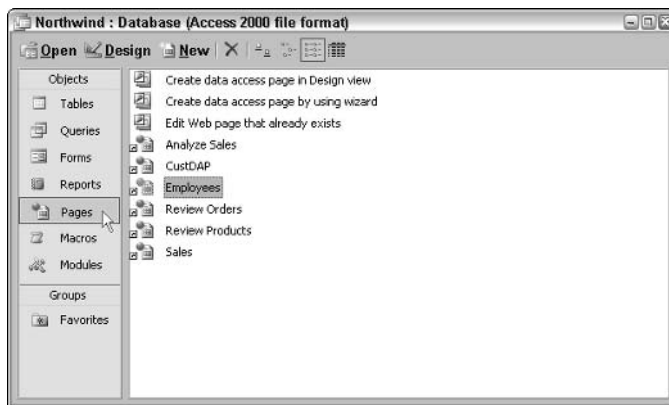 Northwind : Database (Access 2000 file format)
Open Design New
Objects
Tables
Queries
Forms
Reports
Pages
Macros
Modules
Groups
Favorites
Create data access page in Design view
Create data access page by using wizard
Edit Web page that already exists
Analyze Sales
CustDAP
Employees
Review Orders
Review Products
Sales